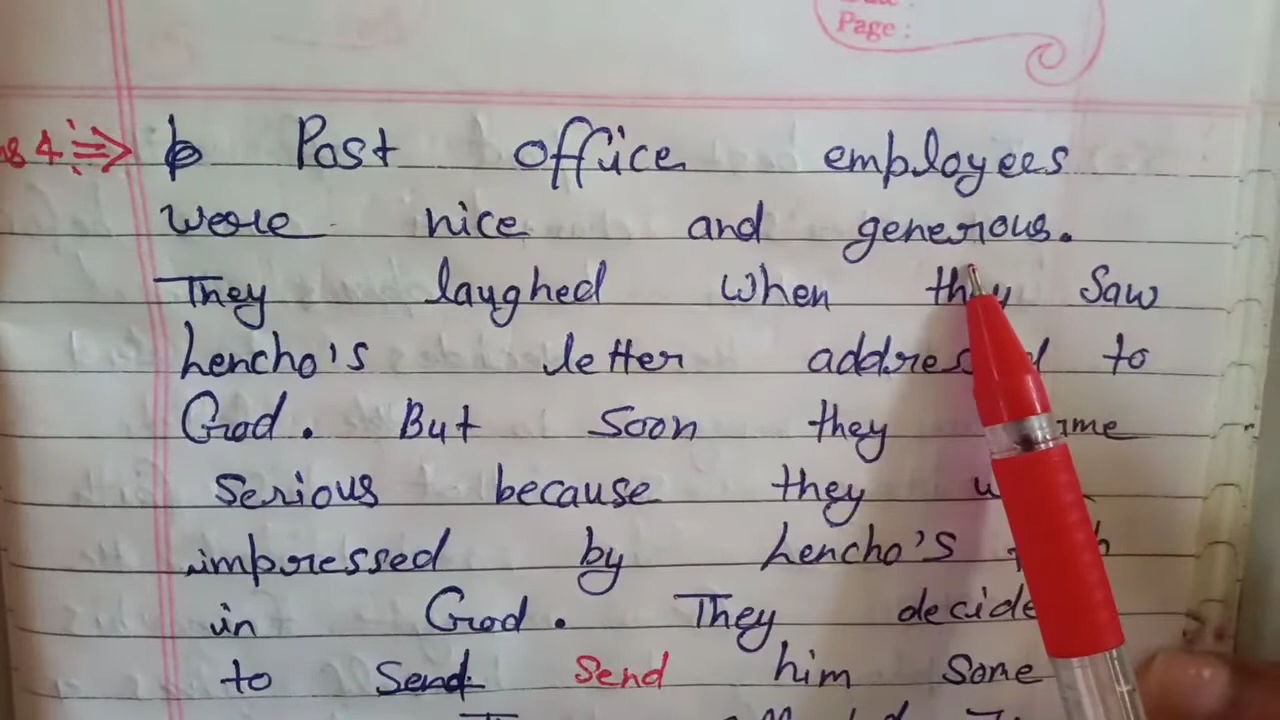 Page :
Ans 4 ⇒ Post office employees
were nice and generous.
They laughed when they saw
Lencho's letter addressed to
God. But soon they
serious because they
impressed by Lencho's
in God. They
to Send Send him some